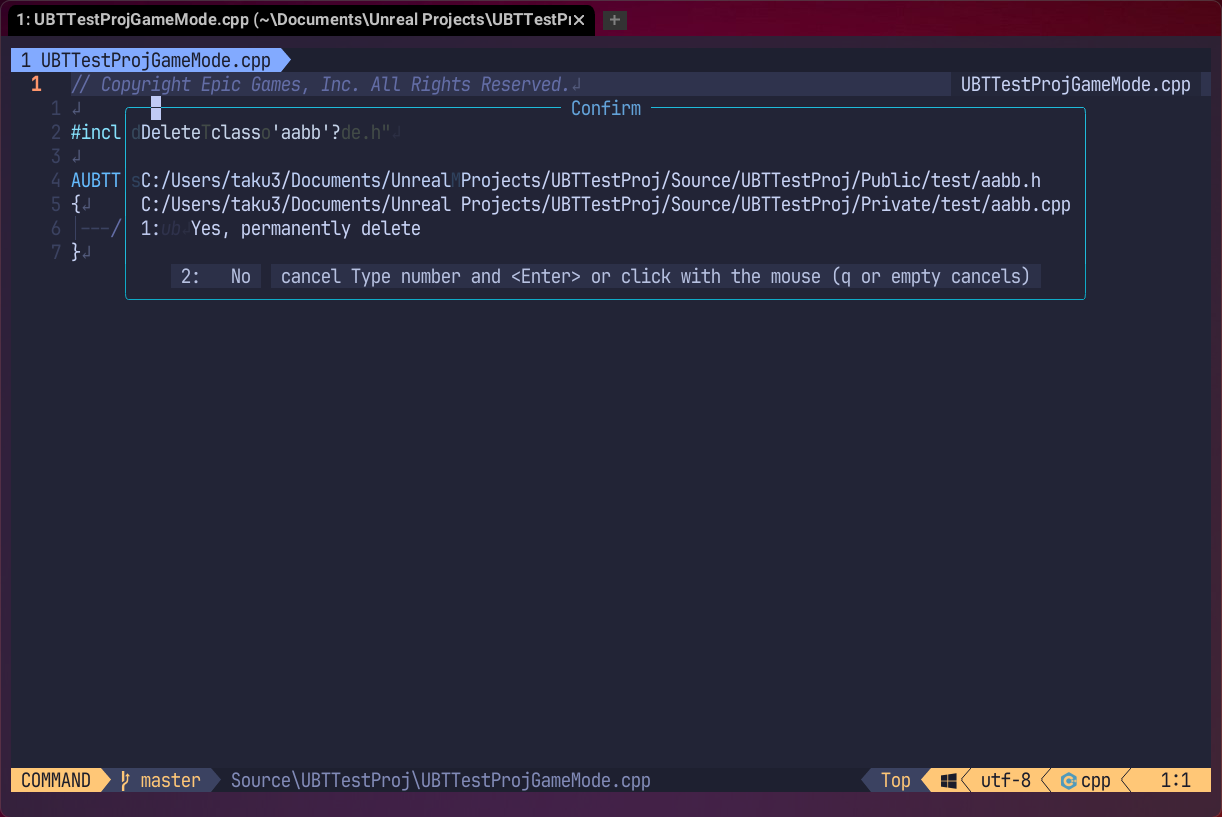 1: UBTTestProjGameMode.cpp (~\Documents\Unreal Projects\UBTTestPr
1 UBTTestProjGameMode.cpp
1 // Copyright Epic Games, Inc. All Rights Reserved. UBTTestProjGameMode.cpp
1 Confirm
2 #incl Delete class 'aabb'? de.h"
3
4 AUBTT C:/Users/taku3/Documents/Unreal Projects/UBTTestProj/Source/UBTTestProj/Public/test/aabb.h
5 { C:/Users/taku3/Documents/Unreal Projects/UBTTestProj/Source/UBTTestProj/Private/test/aabb.cpp
6 ---/ 1: Yes, permanently delete
7 }
2: No cancel Type number and <Enter> or click with the mouse (q or empty cancels)
COMMAND master Source\UBTTestProj\UBTTestProjGameMode.cpp Top utf-8 cpp 1:1